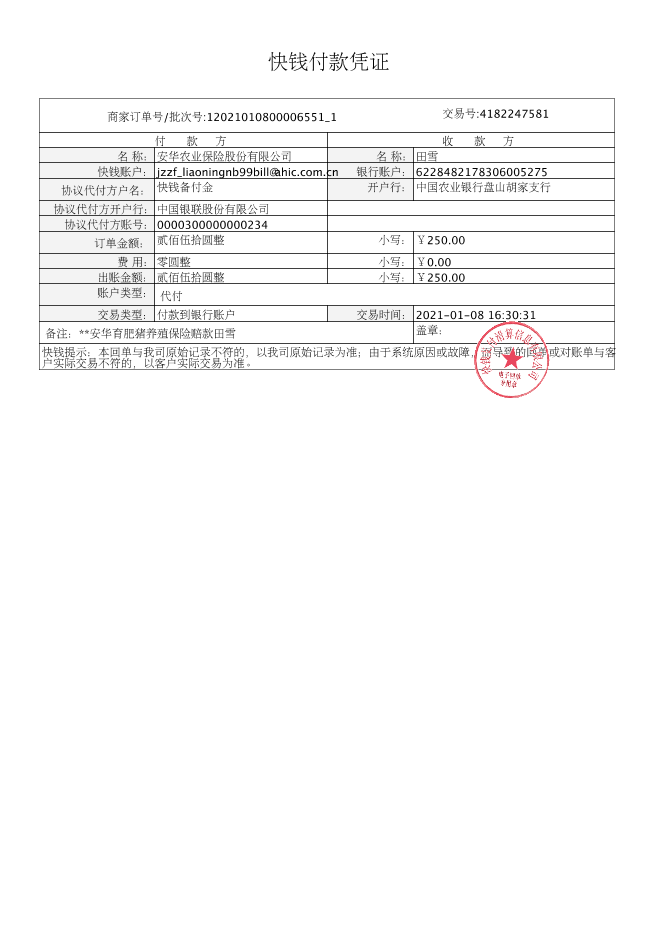 快钱付款凭证
商家订单号/批次号:12021010800006551_1 交易号:4182247581
付 款 方 收 款 方
名 称: 安华农业保险股份有限公司 名 称: 田雪
快钱账户: jzzf_liaoningnb99bill@ahic.com.cn 银行账户: 6228482178306005275
协议代付方户名: 快钱备付金 开户行: 中国农业银行盘山胡家支行
协议代付方开户行: 中国银联股份有限公司
协议代付方账号: 0000300000000234
订单金额: 贰佰伍拾圆整 小写: ￥250.00
费 用: 零圆整 小写: ￥0.00
出账金额: 贰佰伍拾圆整 小写: ￥250.00
账户类型: 代付
交易类型: 付款到银行账户 交易时间: 2021-01-08 16:30:31
备注: **安华育肥猪养殖保险赔款田雪 盖章:
快钱提示: 本回单与我司原始记录不符的, 以我司原始记录为准; 由于系统原因或故障, 而导致的回单或对账单与客
户实际交易不符的, 以客户实际交易为准。
电子回单
专用章